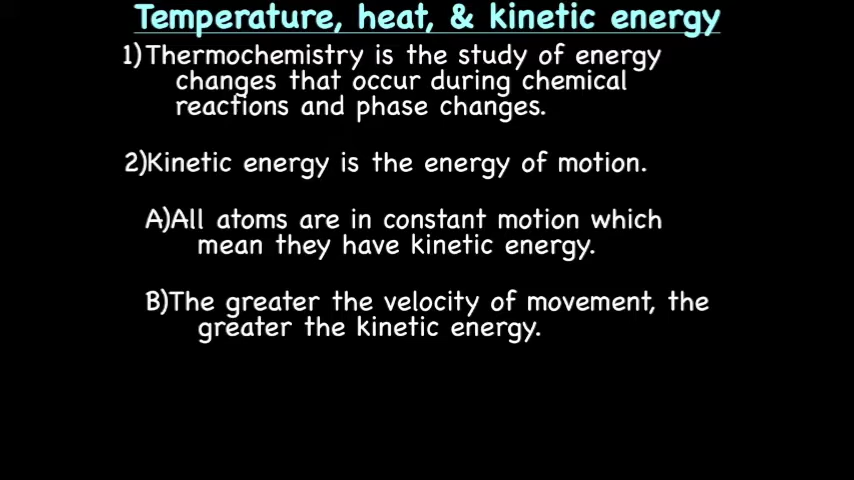 Temperature, heat, & kinetic energy
1)Thermochemistry is the study of energy
changes that occur during chemical
reactions and phase changes.
2)Kinetic energy is the energy of motion.
A)All atoms are in constant motion which
mean they have kinetic energy.
B)The greater the velocity of movement, the
greater the kinetic energy.